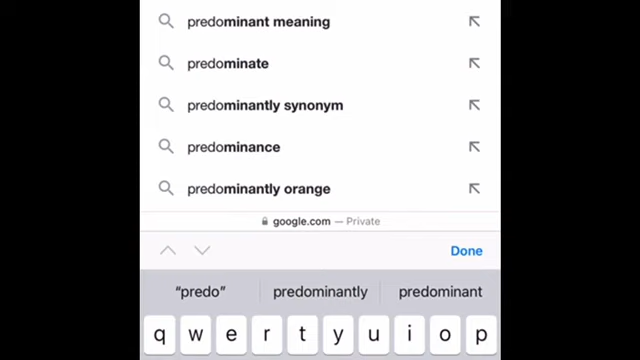 predominant meaning
predominate
predominantly synonym
predominance
predominantly orange
google.com — Private
Done
“predo” predominantly predominant
q w e r t y u i o p